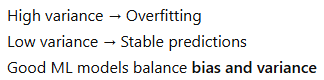 High variance → Overfitting
Low variance → Stable predictions
Good ML models balance bias and variance